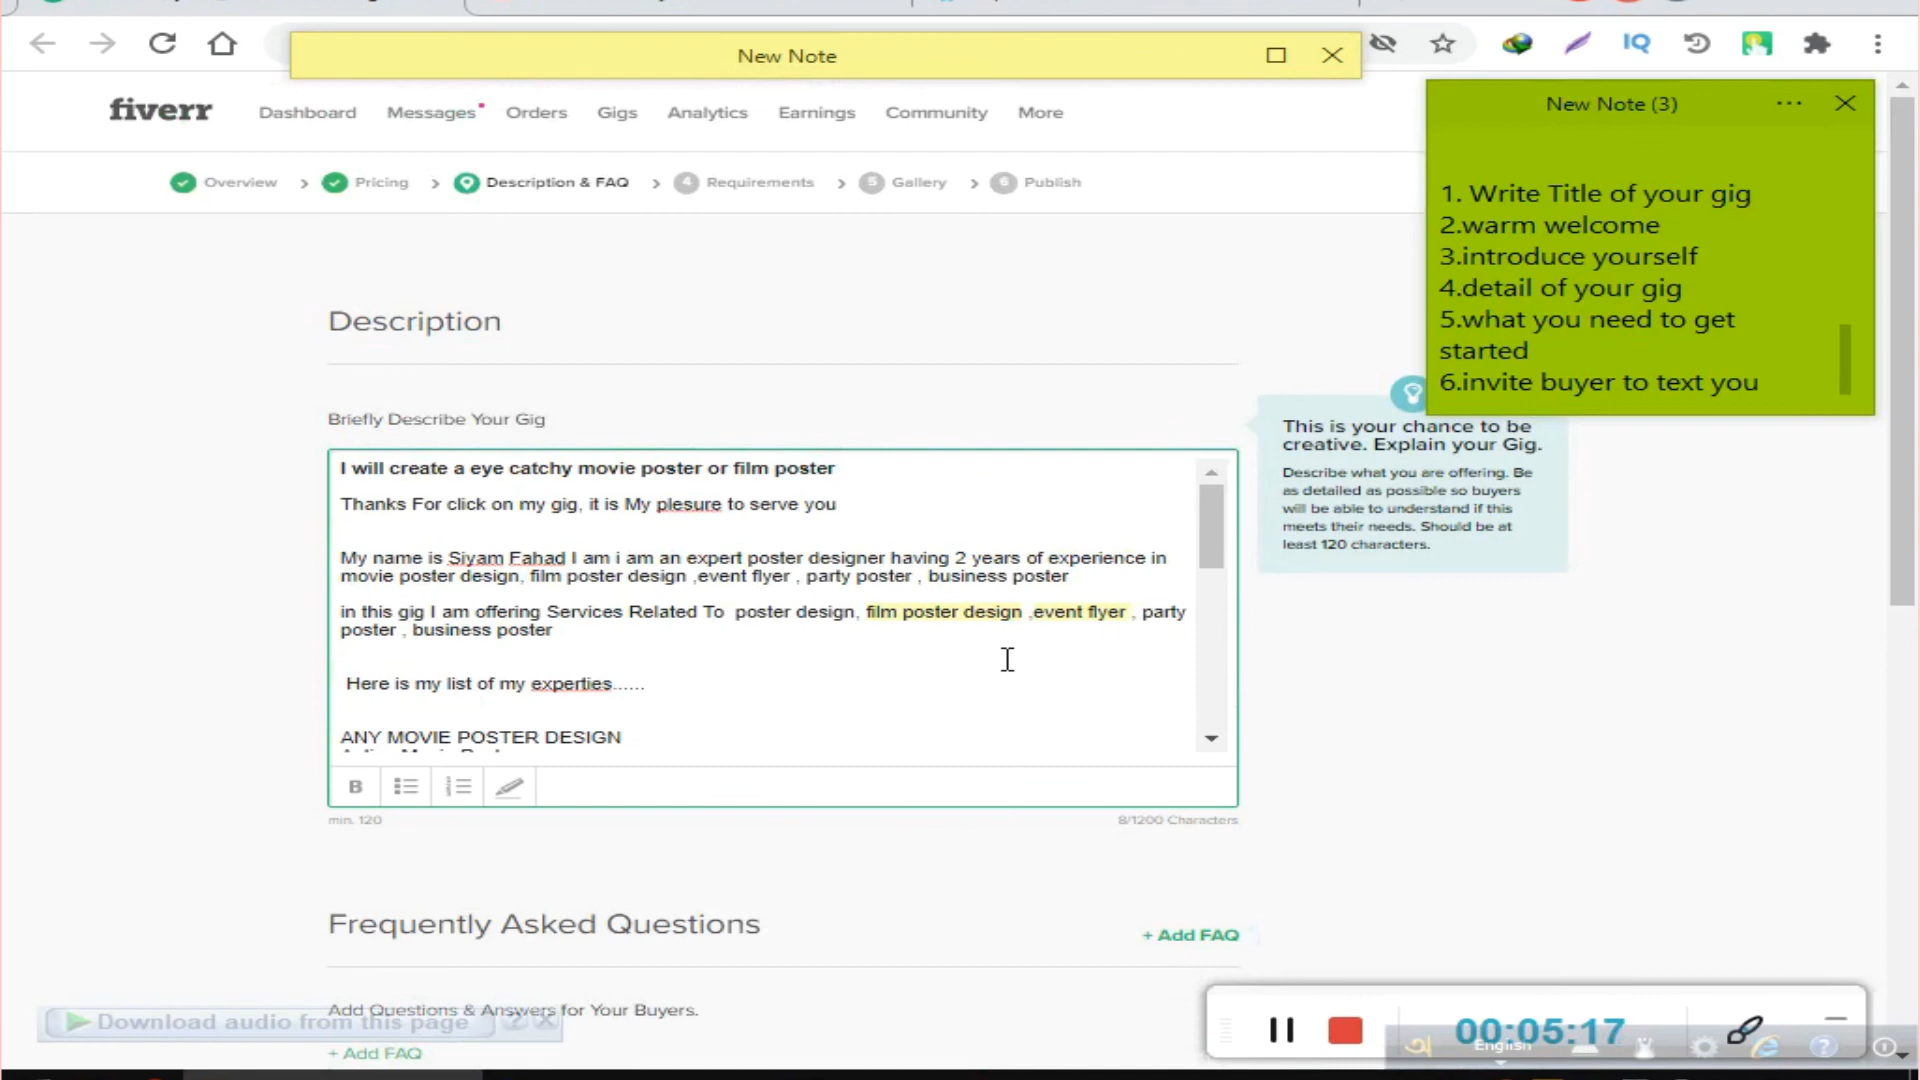 New Note
IQ
fiverr
Dashboard Messages Orders Gigs Analytics Earnings Community More
Overview Pricing Description & FAQ 4 Requirements 5 Gallery 6 Publish
New Note (3)
1. Write Title of your gig
2.warm welcome
3.introduce yourself
4.detail of your gig
5.what you need to get
started
6.invite buyer to text you
Description
Briefly Describe Your Gig
This is your chance to be
creative. Explain your Gig.
Describe what you are offering. Be
as detailed as possible so buyers
will be able to understand if this
meets their needs. Should be at
least 120 characters.
I will create a eye catchy movie poster or film poster
Thanks For click on my gig, it is My plesure to serve you
My name is Siyam Fahad I am i am an expert poster designer having 2 years of experience in
movie poster design, film poster design ,event flyer , party poster , business poster
in this gig I am offering Services Related To poster design, film poster design ,event flyer , party
poster , business poster
Here is my list of my experties......
ANY MOVIE POSTER DESIGN
B
min. 120
8/1200 Characters
Frequently Asked Questions
+ Add FAQ
Add Questions & Answers for Your Buyers.
Download audio from this page
+ Add FAQ
00:05:17
English